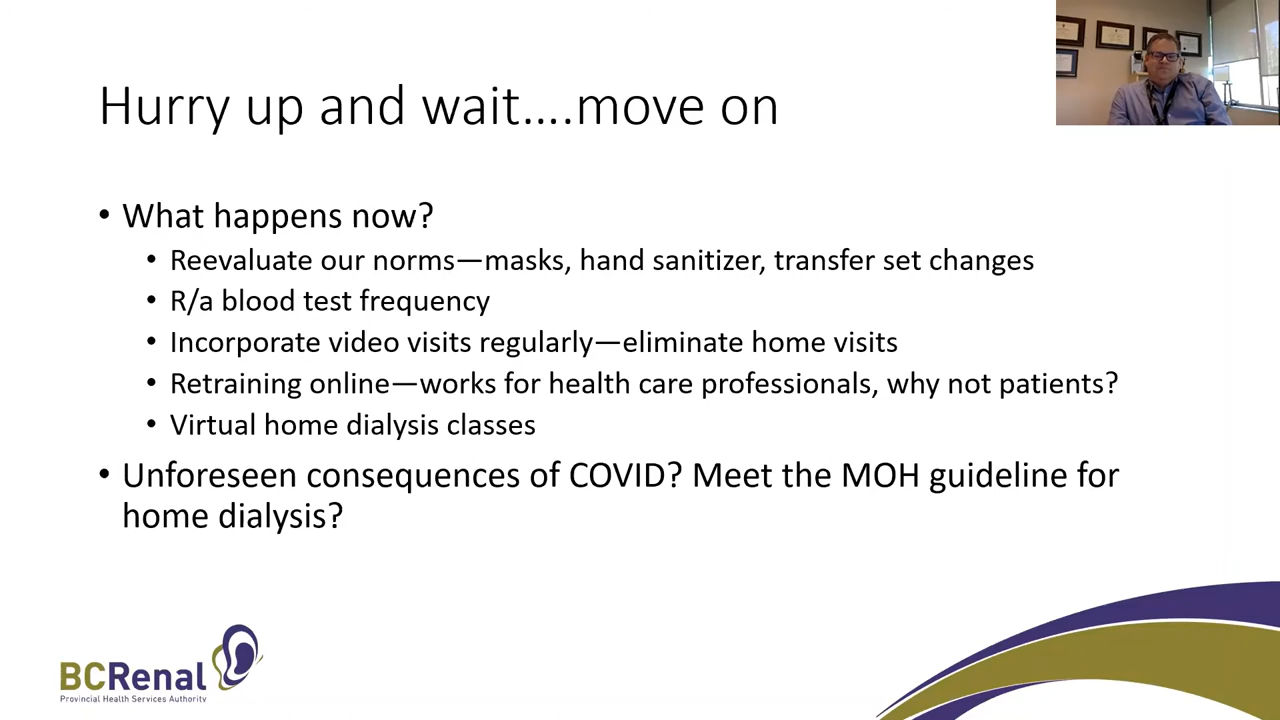 Hurry up and wait....move on
• What happens now?
• Reevaluate our norms—masks, hand sanitizer, transfer set changes
• R/a blood test frequency
• Incorporate video visits regularly—eliminate home visits
• Retraining online—works for health care professionals, why not patients?
• Virtual home dialysis classes
• Unforeseen consequences of COVID? Meet the MOH guideline for
home dialysis?
BCRenal
Provincial Health Services Authority